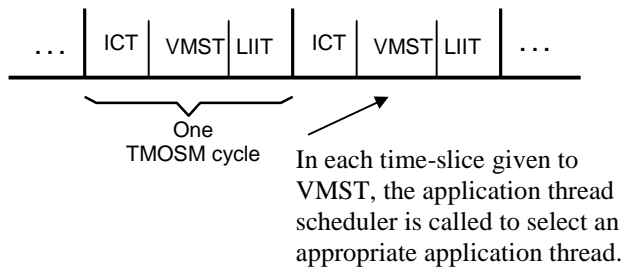 . . . ICT VMST LIIT ICT VMST LIIT . . .
One
TMOSM cycle
In each time-slice given to
VMST, the application thread
scheduler is called to select an
appropriate application thread.